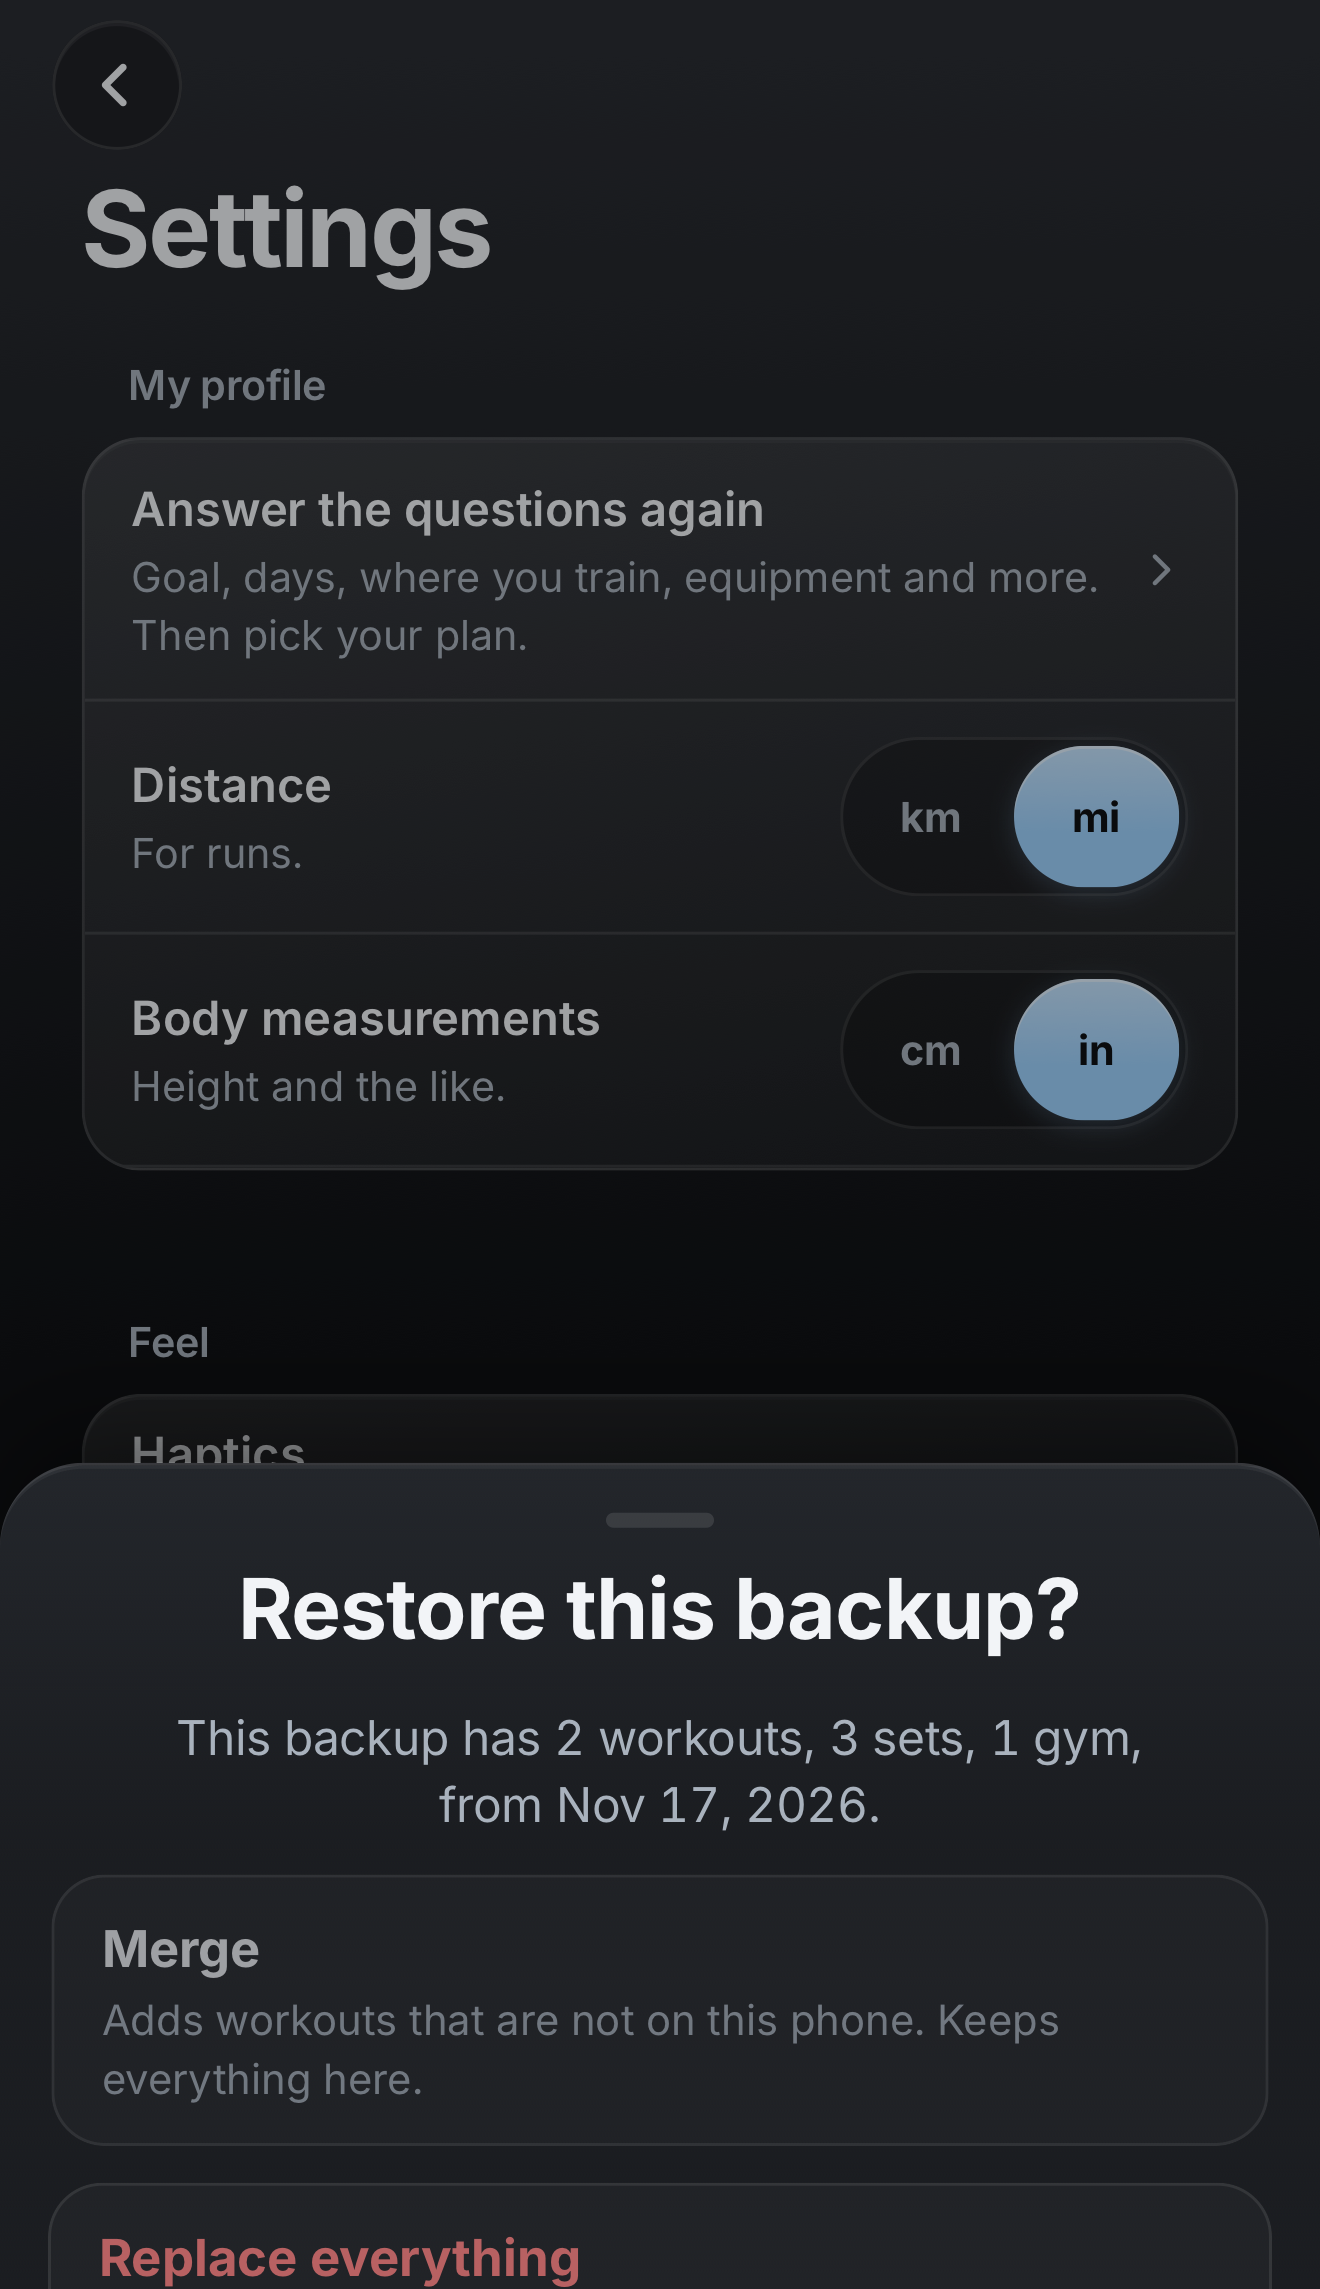 Settings
My profile
Answer the questions again
Goal, days, where you train, equipment and more.
Then pick your plan.
Distance
For runs.
km
mi
Body measurements
Height and the like.
cm
in
Feel
Haptics
Restore this backup?
This backup has 2 workouts, 3 sets, 1 gym,
from Nov 17, 2026.
Merge
Adds workouts that are not on this phone. Keeps
everything here.
Replace everything